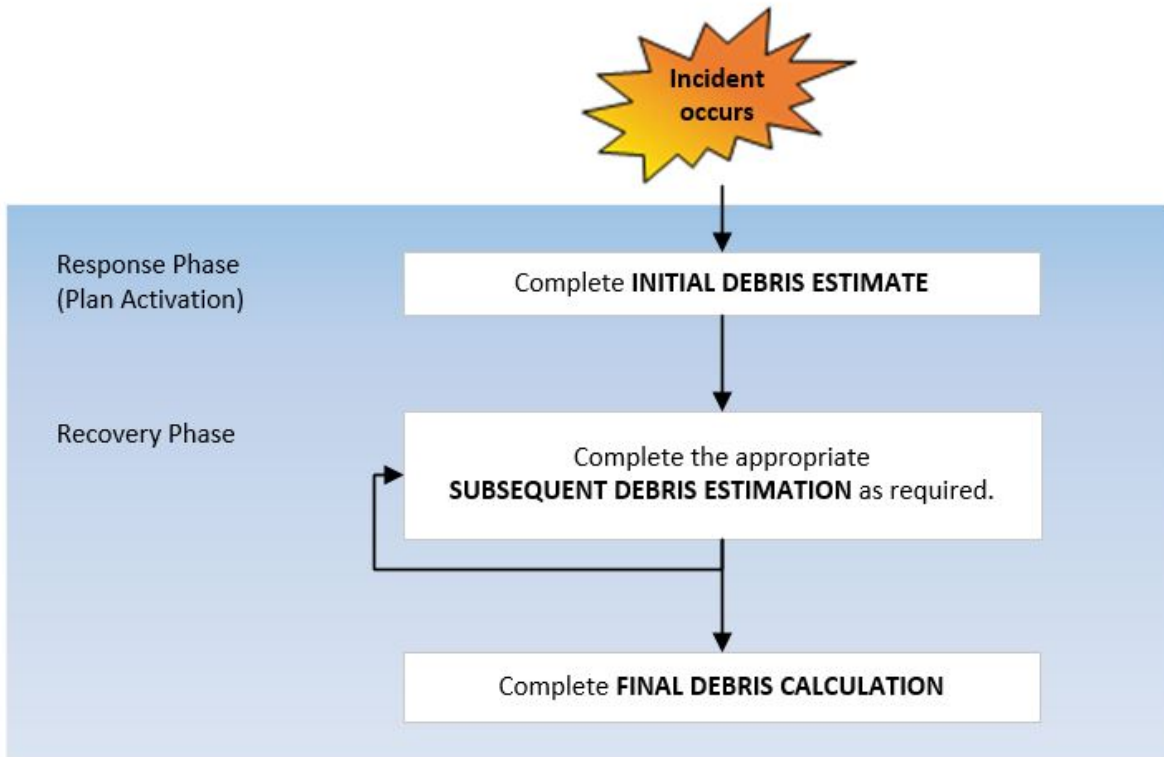 Incident
occurs
Response Phase
(Plan Activation)
Complete INITIAL DEBRIS ESTIMATE
Recovery Phase
Complete the appropriate
SUBSEQUENT DEBRIS ESTIMATION as required.
Complete FINAL DEBRIS CALCULATION